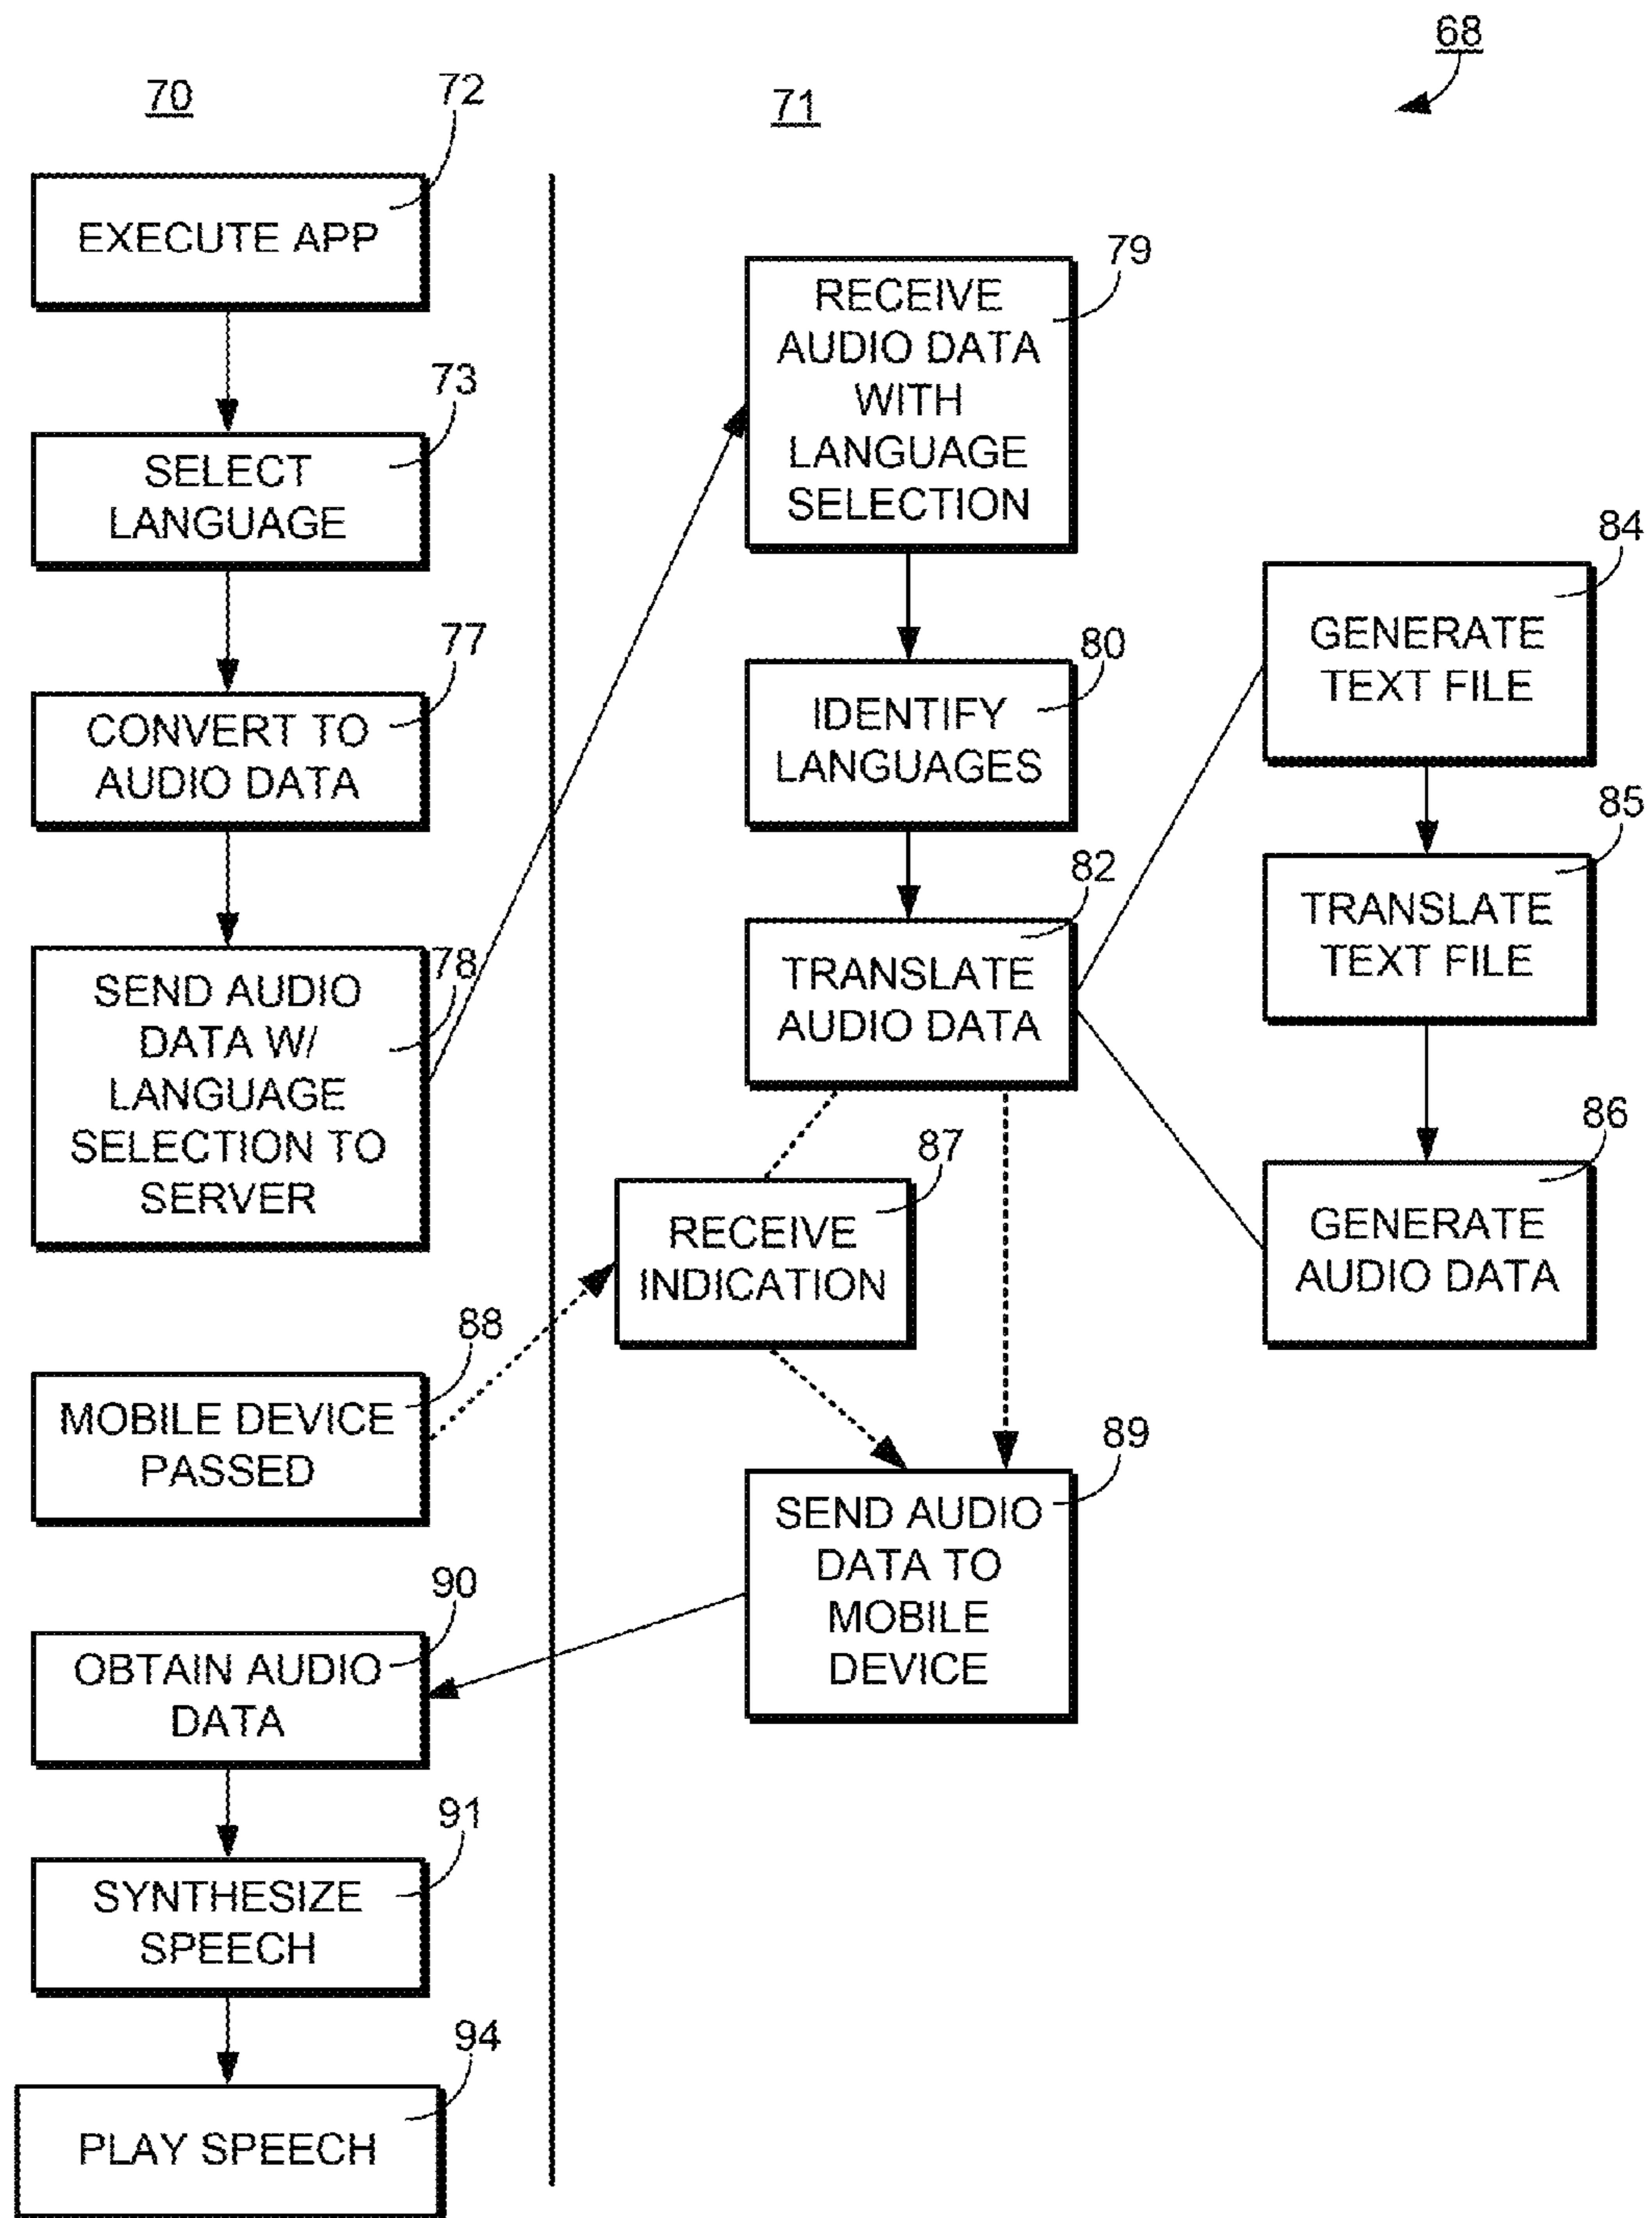 68
70
72
EXECUTE APP
73
SELECT
LANGUAGE
77
CONVERT TO
AUDIO DATA
78
SEND AUDIO
DATA W/
LANGUAGE
SELECTION TO
SERVER
88
MOBILE DEVICE
PASSED
90
OBTAIN AUDIO
DATA
91
SYNTHESIZE
SPEECH
94
PLAY SPEECH
71
79
RECEIVE
AUDIO DATA
WITH
LANGUAGE
SELECTION
80
IDENTIFY
LANGUAGES
82
TRANSLATE
AUDIO DATA
87
RECEIVE
INDICATION
89
SEND AUDIO
DATA TO
MOBILE
DEVICE
84
GENERATE
TEXT FILE
85
TRANSLATE
TEXT FILE
86
GENERATE
AUDIO DATA